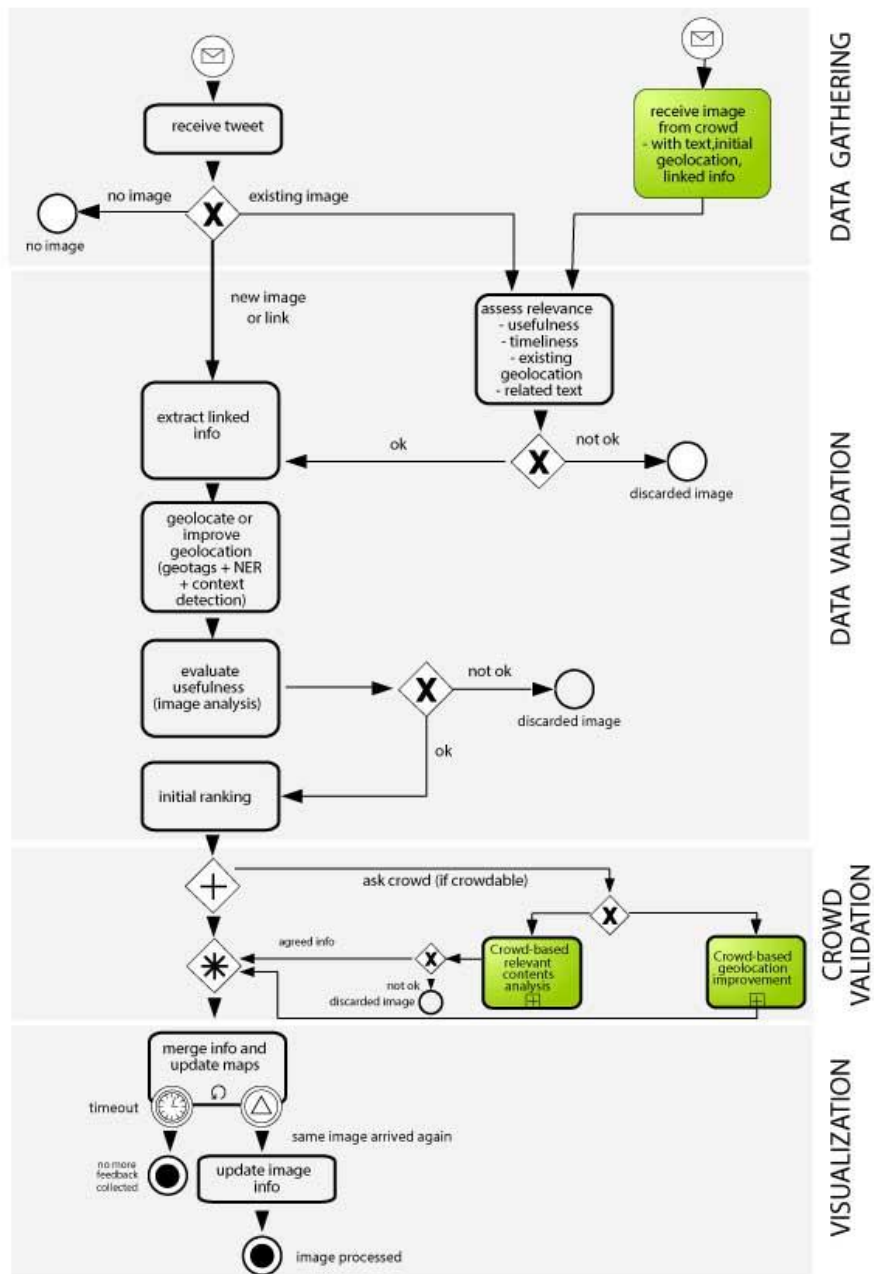 receive tweet
receive image
from crowd
- with text,initial
geolocation,
linked info
DATA GATHERING
no image
existing image
X
no image
new image
or link
assess relevance
- usefulness
- timeliness
- existing
geolocation
- related text
extract linked
info
ok
X
not ok
discarded image
DATA VALIDATION
geolocate or
improve
geolocation
(geotags + NER
+ context
detection)
evaluate
usefulness
(image analysis)
X
not ok
discarded image
ok
initial ranking
ask crowd (if crowdable)
X
CROWD
VALIDATION
agreed info
X
Crowd-based
relevant
contents
analysis
Crowd-based
geolocation
improvement
not ok
discarded image
merge info and
update maps
timeout
same image arrived again
no more
feedback
collected
update image
info
VISUALIZATION
image processed